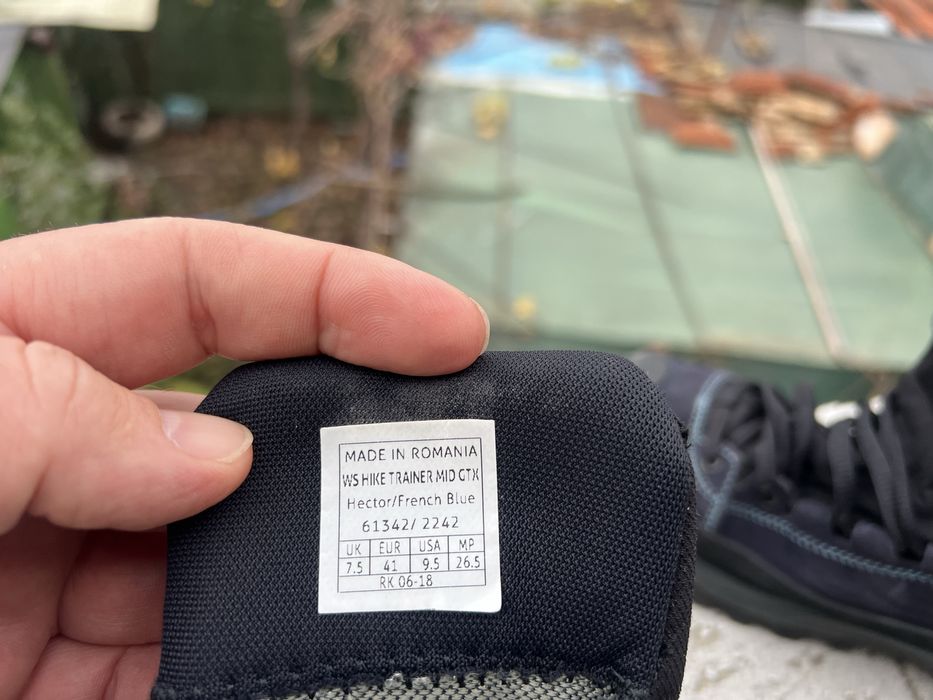 MADE IN ROMANIA
WS HIKE TRAINER MID GTX
Hector/French Blue
61342/ 2242
UK EUR USA MP
7.5 41 9.5 26.5
RK 06-18